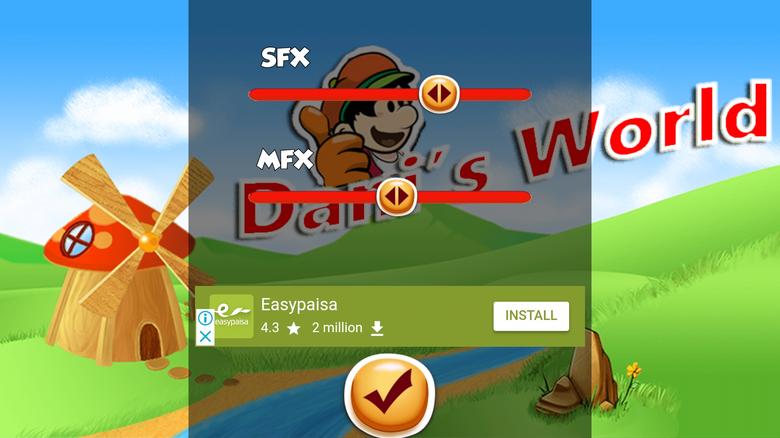 SFX
MFX
Dani's World
easypaisa
Easypaisa
4.3 2 million
INSTALL